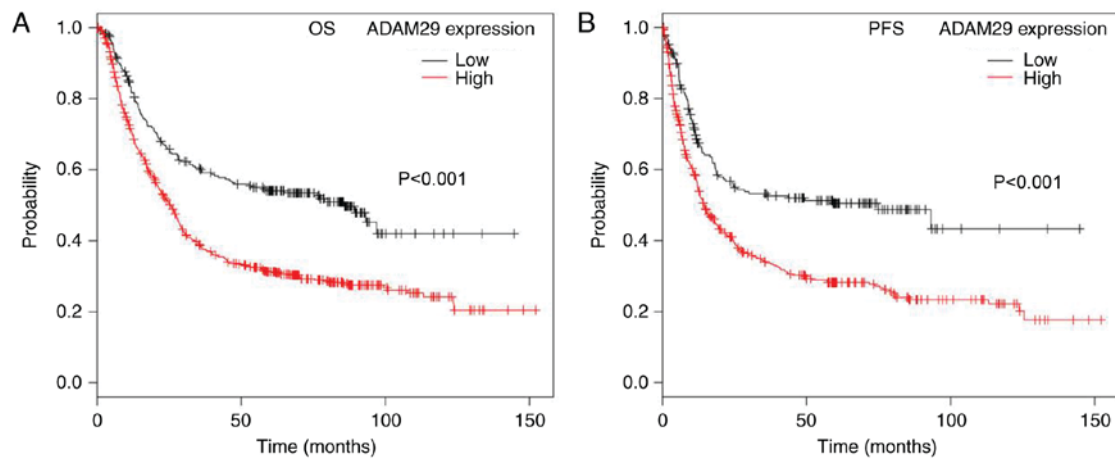 A
OS ADAM29 expression
Low
High
P<0.001
Probability
1.0
0.8
0.6
0.4
0.2
0.0
0 50 100 150
Time (months)
B
PFS ADAM29 expression
Low
High
P<0.001
Probability
1.0
0.8
0.6
0.4
0.2
0.0
0 50 100 150
Time (months)